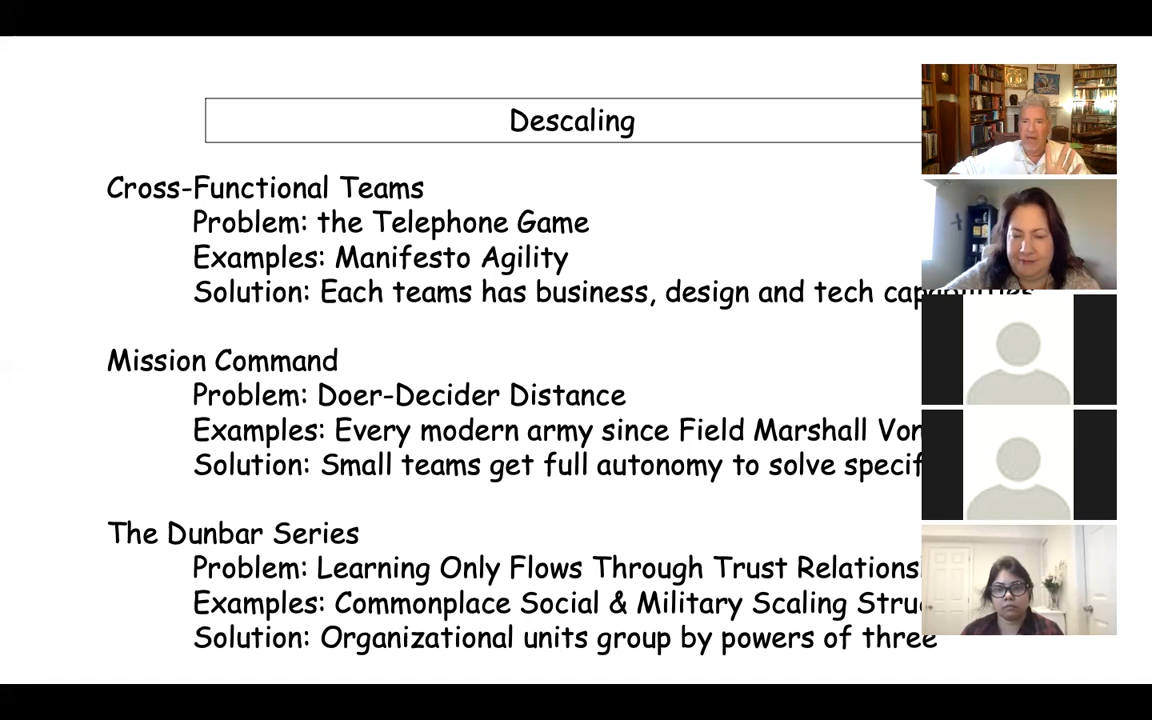 Descaling
Cross-Functional Teams
Problem: the Telephone Game
Examples: Manifesto Agility
Solution: Each teams has business, design and tech capabilities
Mission Command
Problem: Doer-Decider Distance
Examples: Every modern army since Field Marshall
Solution: Small teams get full autonomy to solve
The Dunbar Series
Problem: Learning Only Flows Through Trust
Examples: Commonplace Social & Military Scaling
Solution: Organizational units group by powers of three